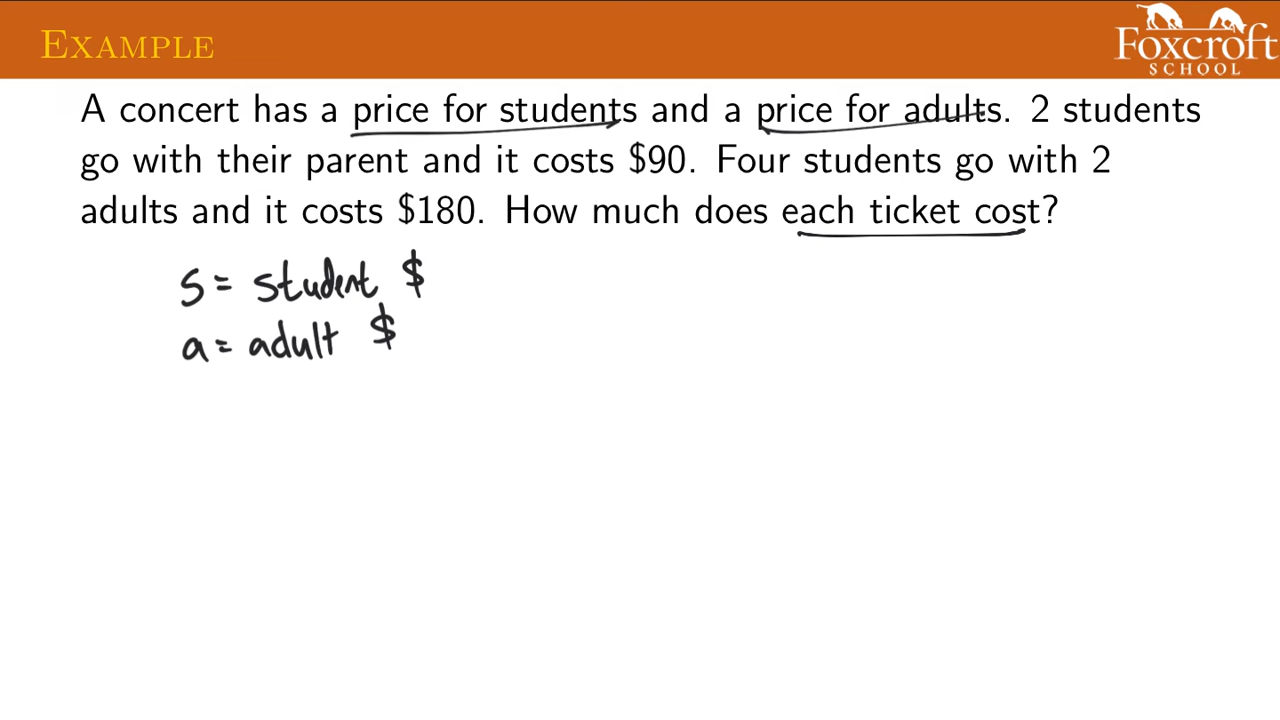 Example
Foxcroft
SCHOOL
A concert has a price for students and a price for adults. 2 students
go with their parent and it costs $90. Four students go with 2
adults and it costs $180. How much does each ticket cost?
s = student $
a = adult $